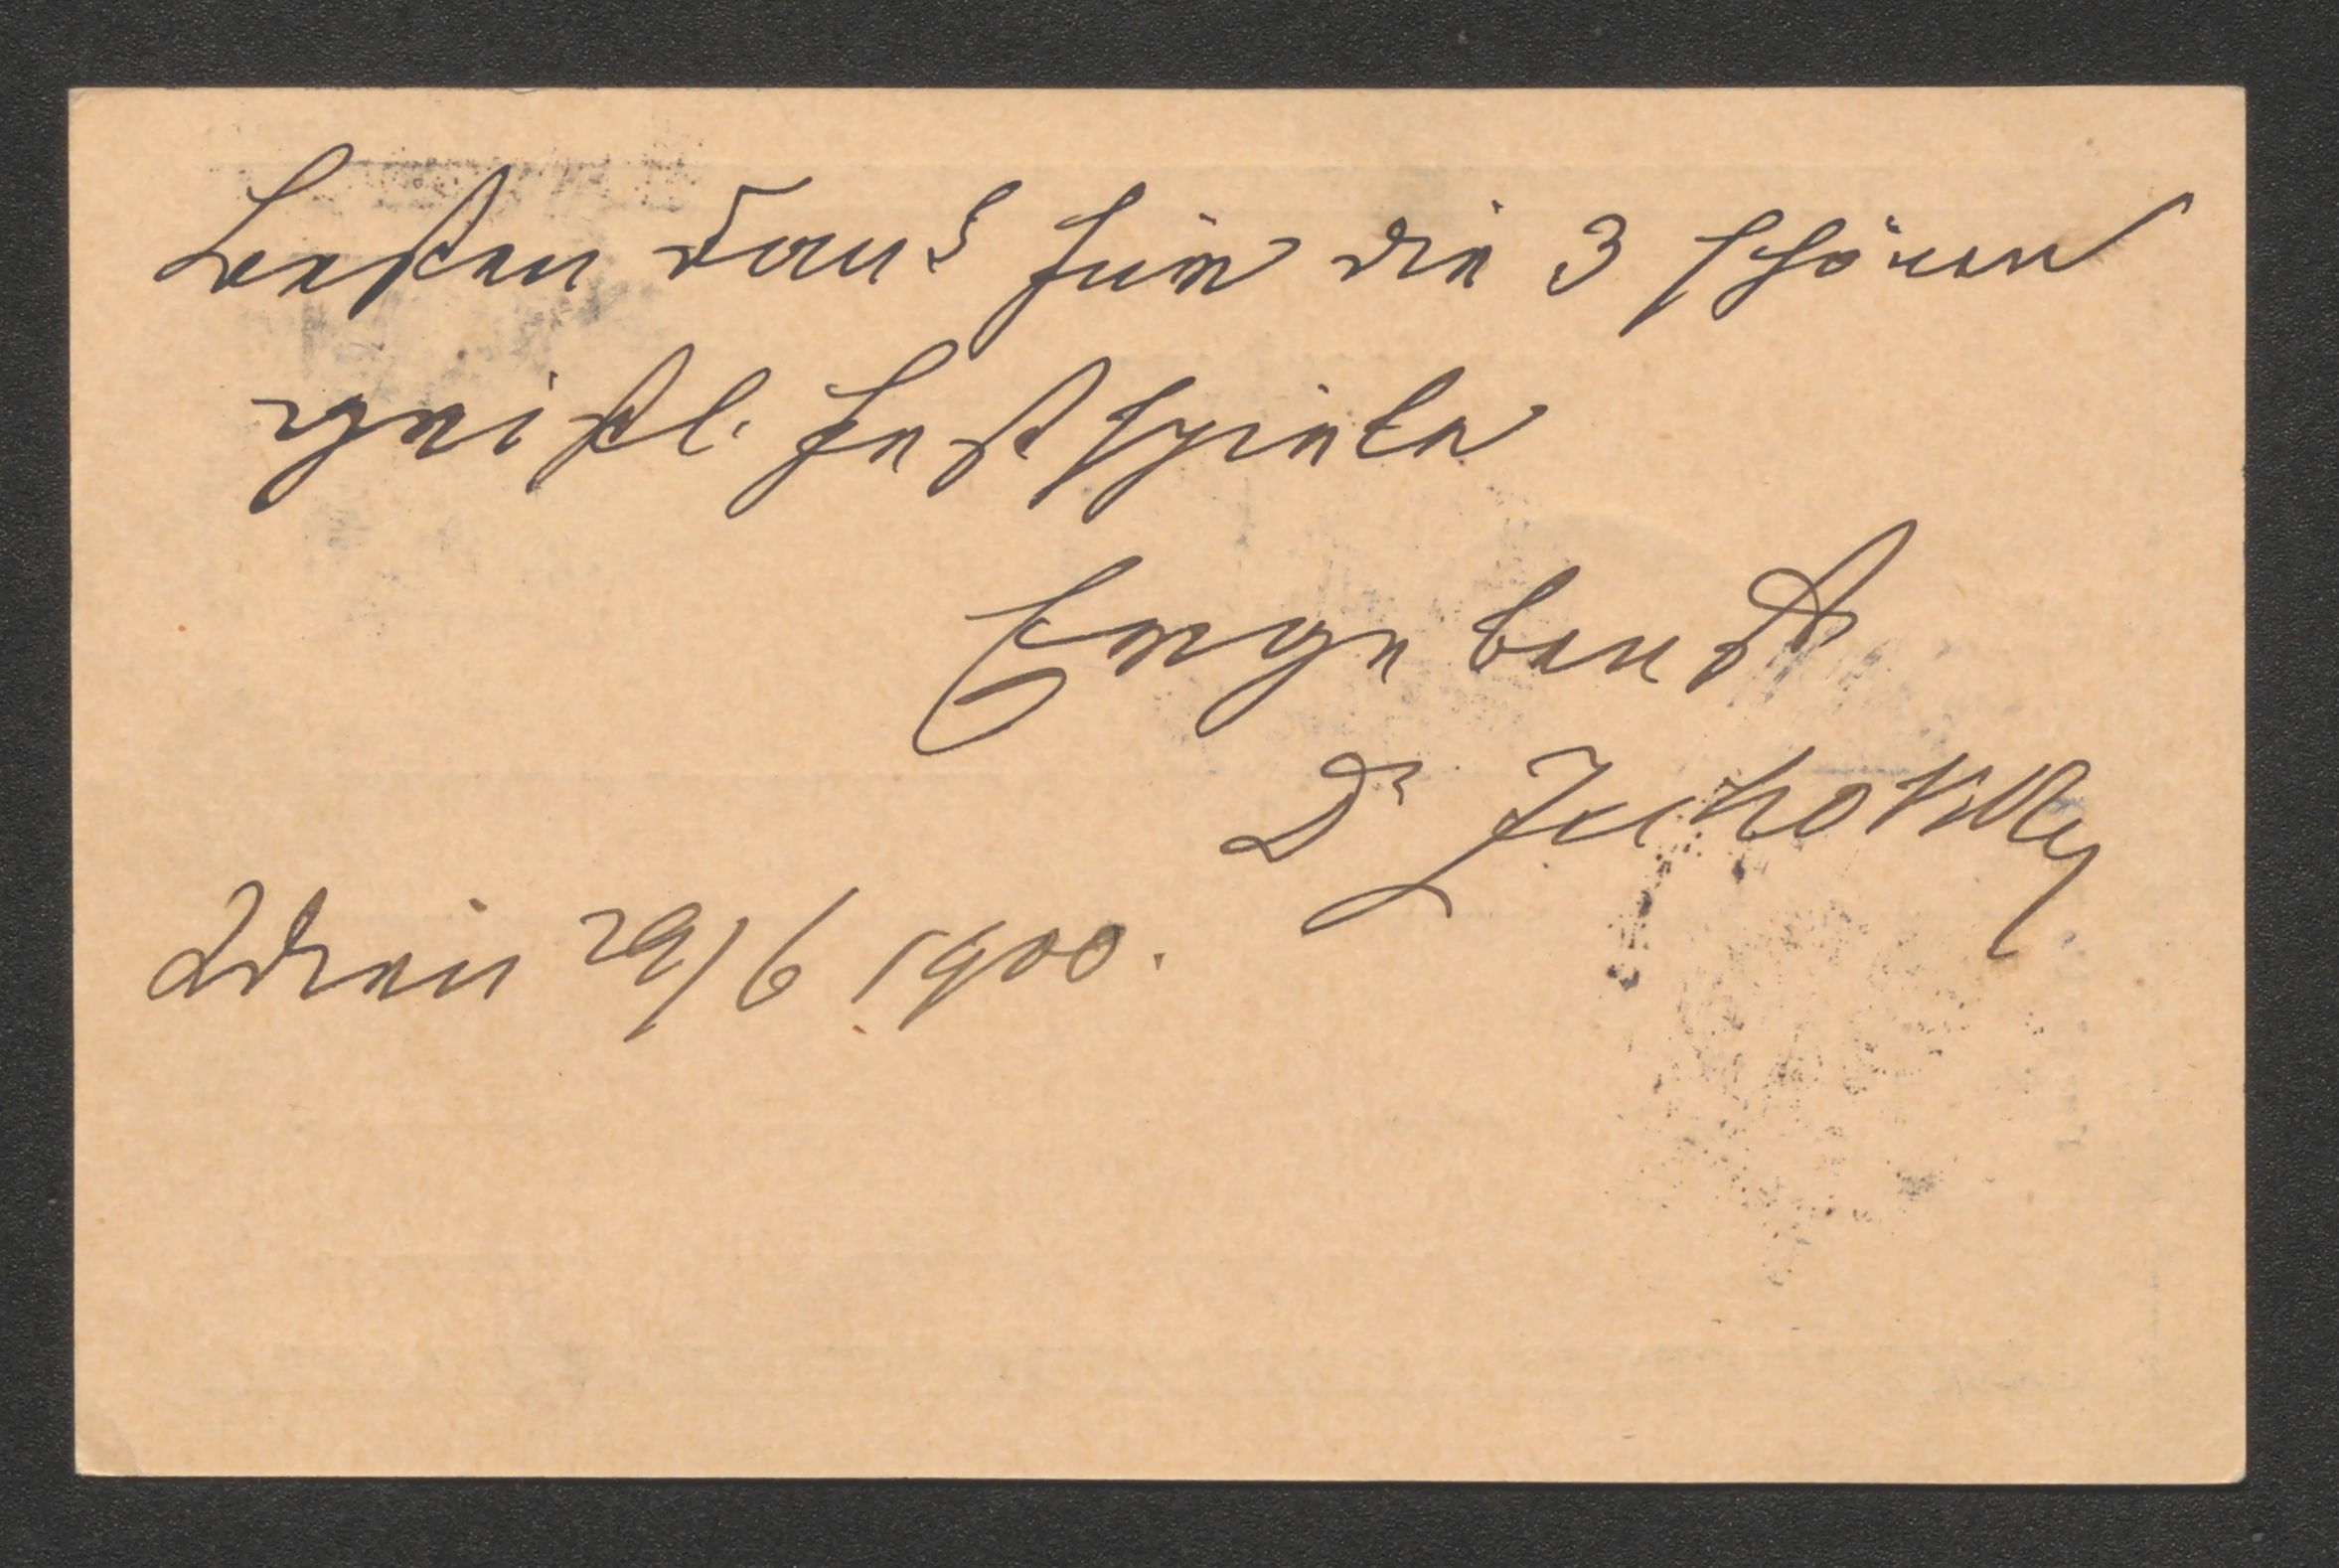 Besten Dank für die 3 schönen
geistl. Festspiele
Ergebenst
Dr
Wien 29/6 1900.